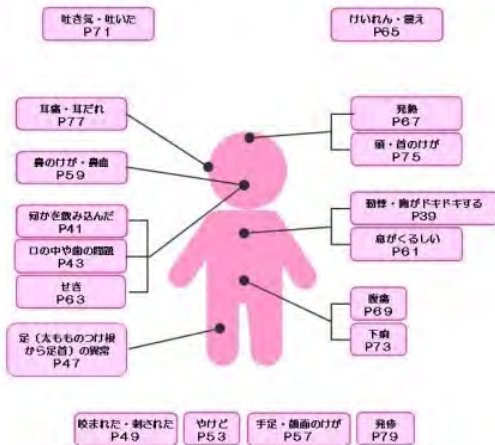 吐き気・吐いた
P71
けいれん・震え
P65
耳痛・耳だれ
P77
発熱
P67
頭・首のけが
P75
鼻のけが・鼻血
P59
何かを飲み込んだ
P41
口の中や歯の問題
P43
せき
P63
動悸・胸がドキドキする
P39
息がくるしい
P61
腹痛
P69
下痢
P73
足（太もものつけ根
から足首）の異常
P47
咬まれた・刺された
P49
やけど
P53
手足・顔面のけが
P57
発疹
P79